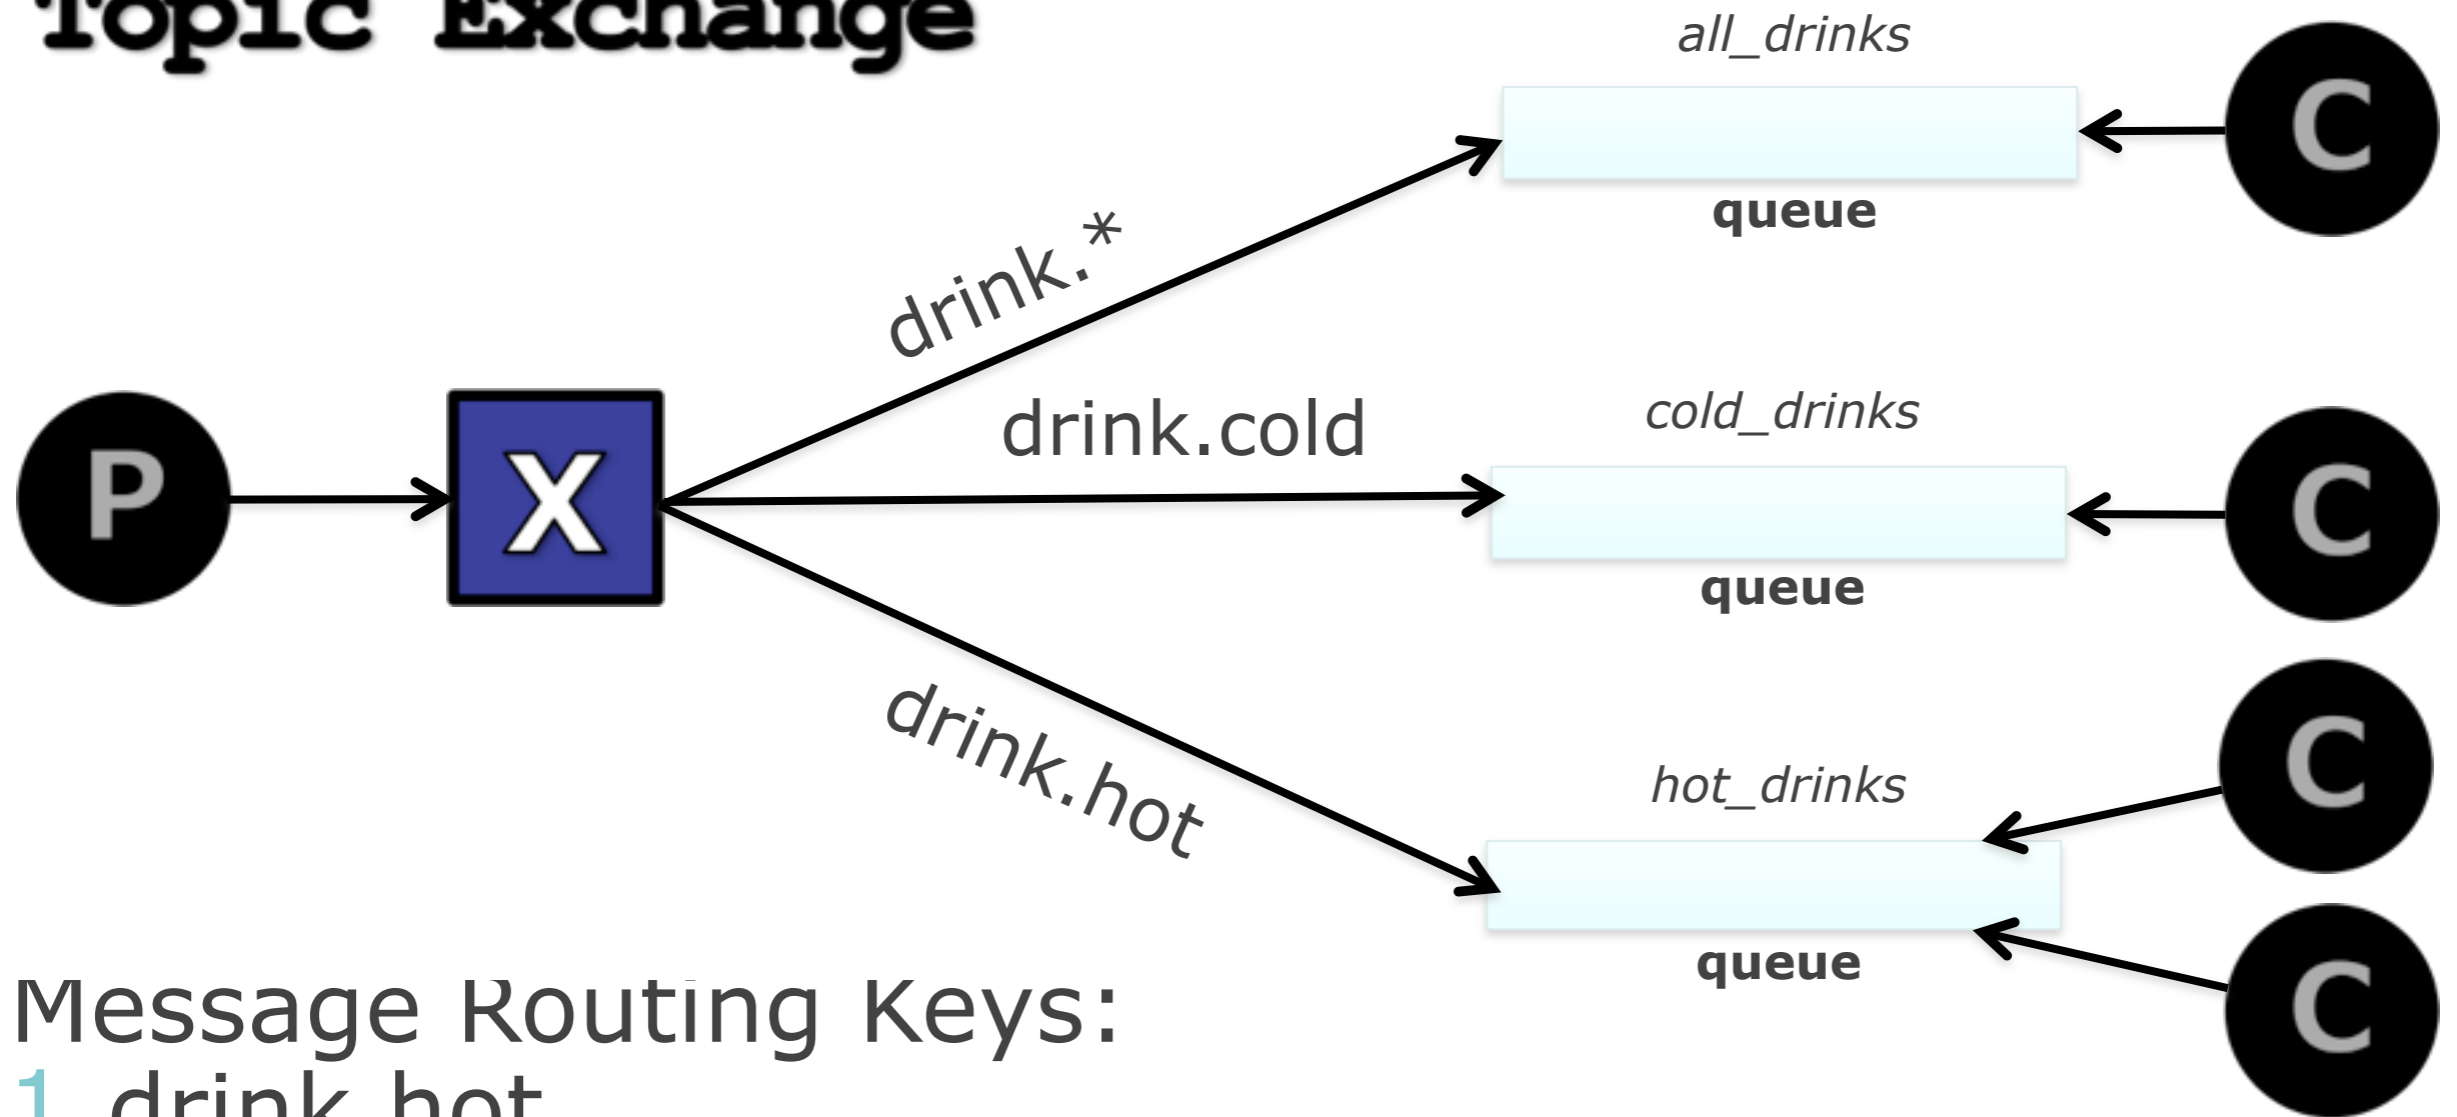 Topic Exchange
all_drinks
C
queue
drink.*
P
X
drink.cold
cold_drinks
C
queue
drink.hot
hot_drinks
C
queue
C
Message Routing Keys:
1 drink hot